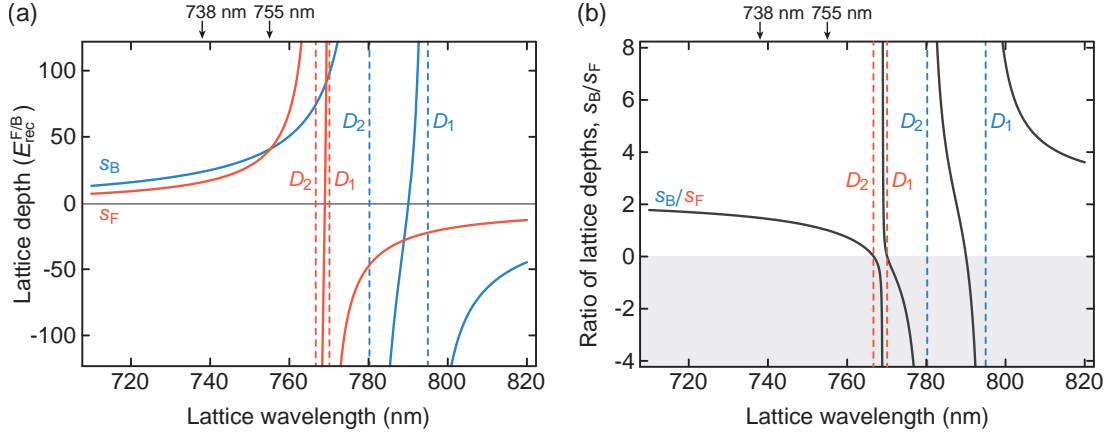 (a)
738 nm 755 nm
100
50
0
-50
-100
Lattice depth (E_rec^F/B)
s_B
s_F
D_2 D_1
D_2 D_1
720 740 760 780 800 820
Lattice wavelength (nm)
(b)
738 nm 755 nm
8
6
4
2
0
-2
-4
Ratio of lattice depths, s_B/s_F
s_B/s_F
D_2 D_1
D_2 D_1
720 740 760 780 800 820
Lattice wavelength (nm)